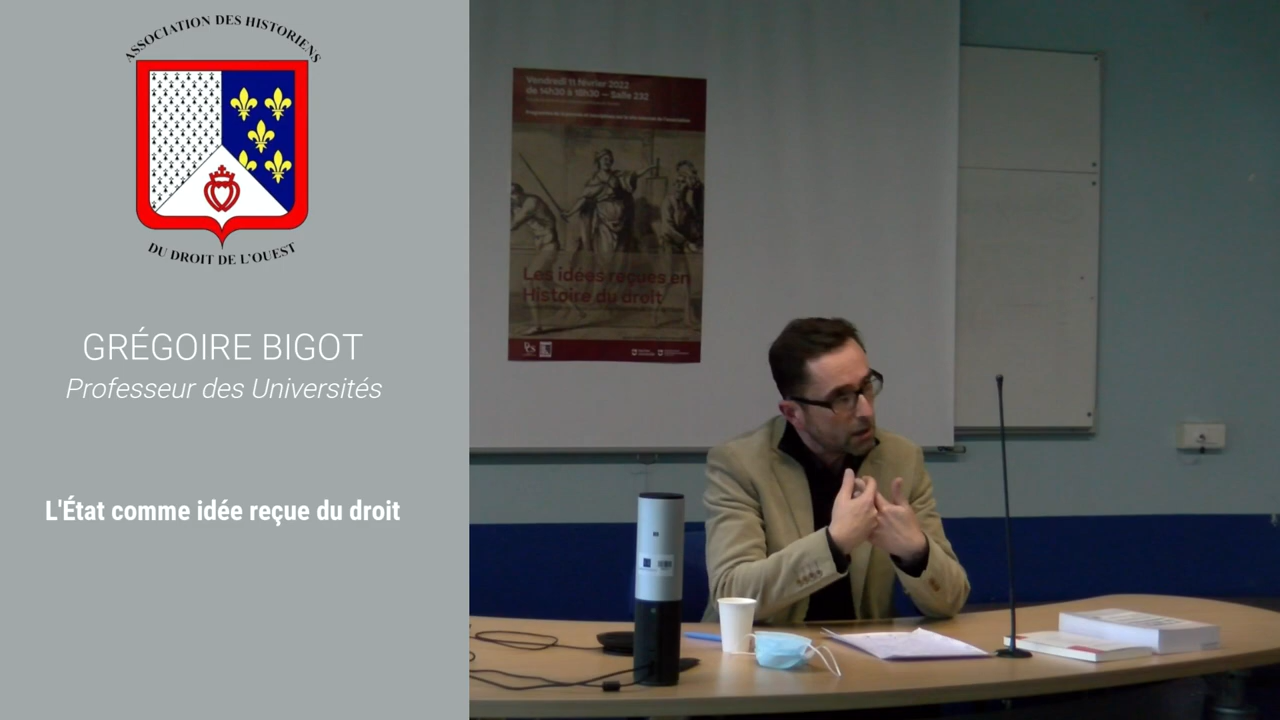 ASSOCIATION DES HISTORIENS
DU DROIT DE L'OUEST
GRÉGOIRE BIGOT
Professeur des Universités
L'État comme idée reçue du droit
Vendredi 11 février 2022
de 14h30 à 18h30 — Salle 232
Les idées reçues en
Histoire du droit